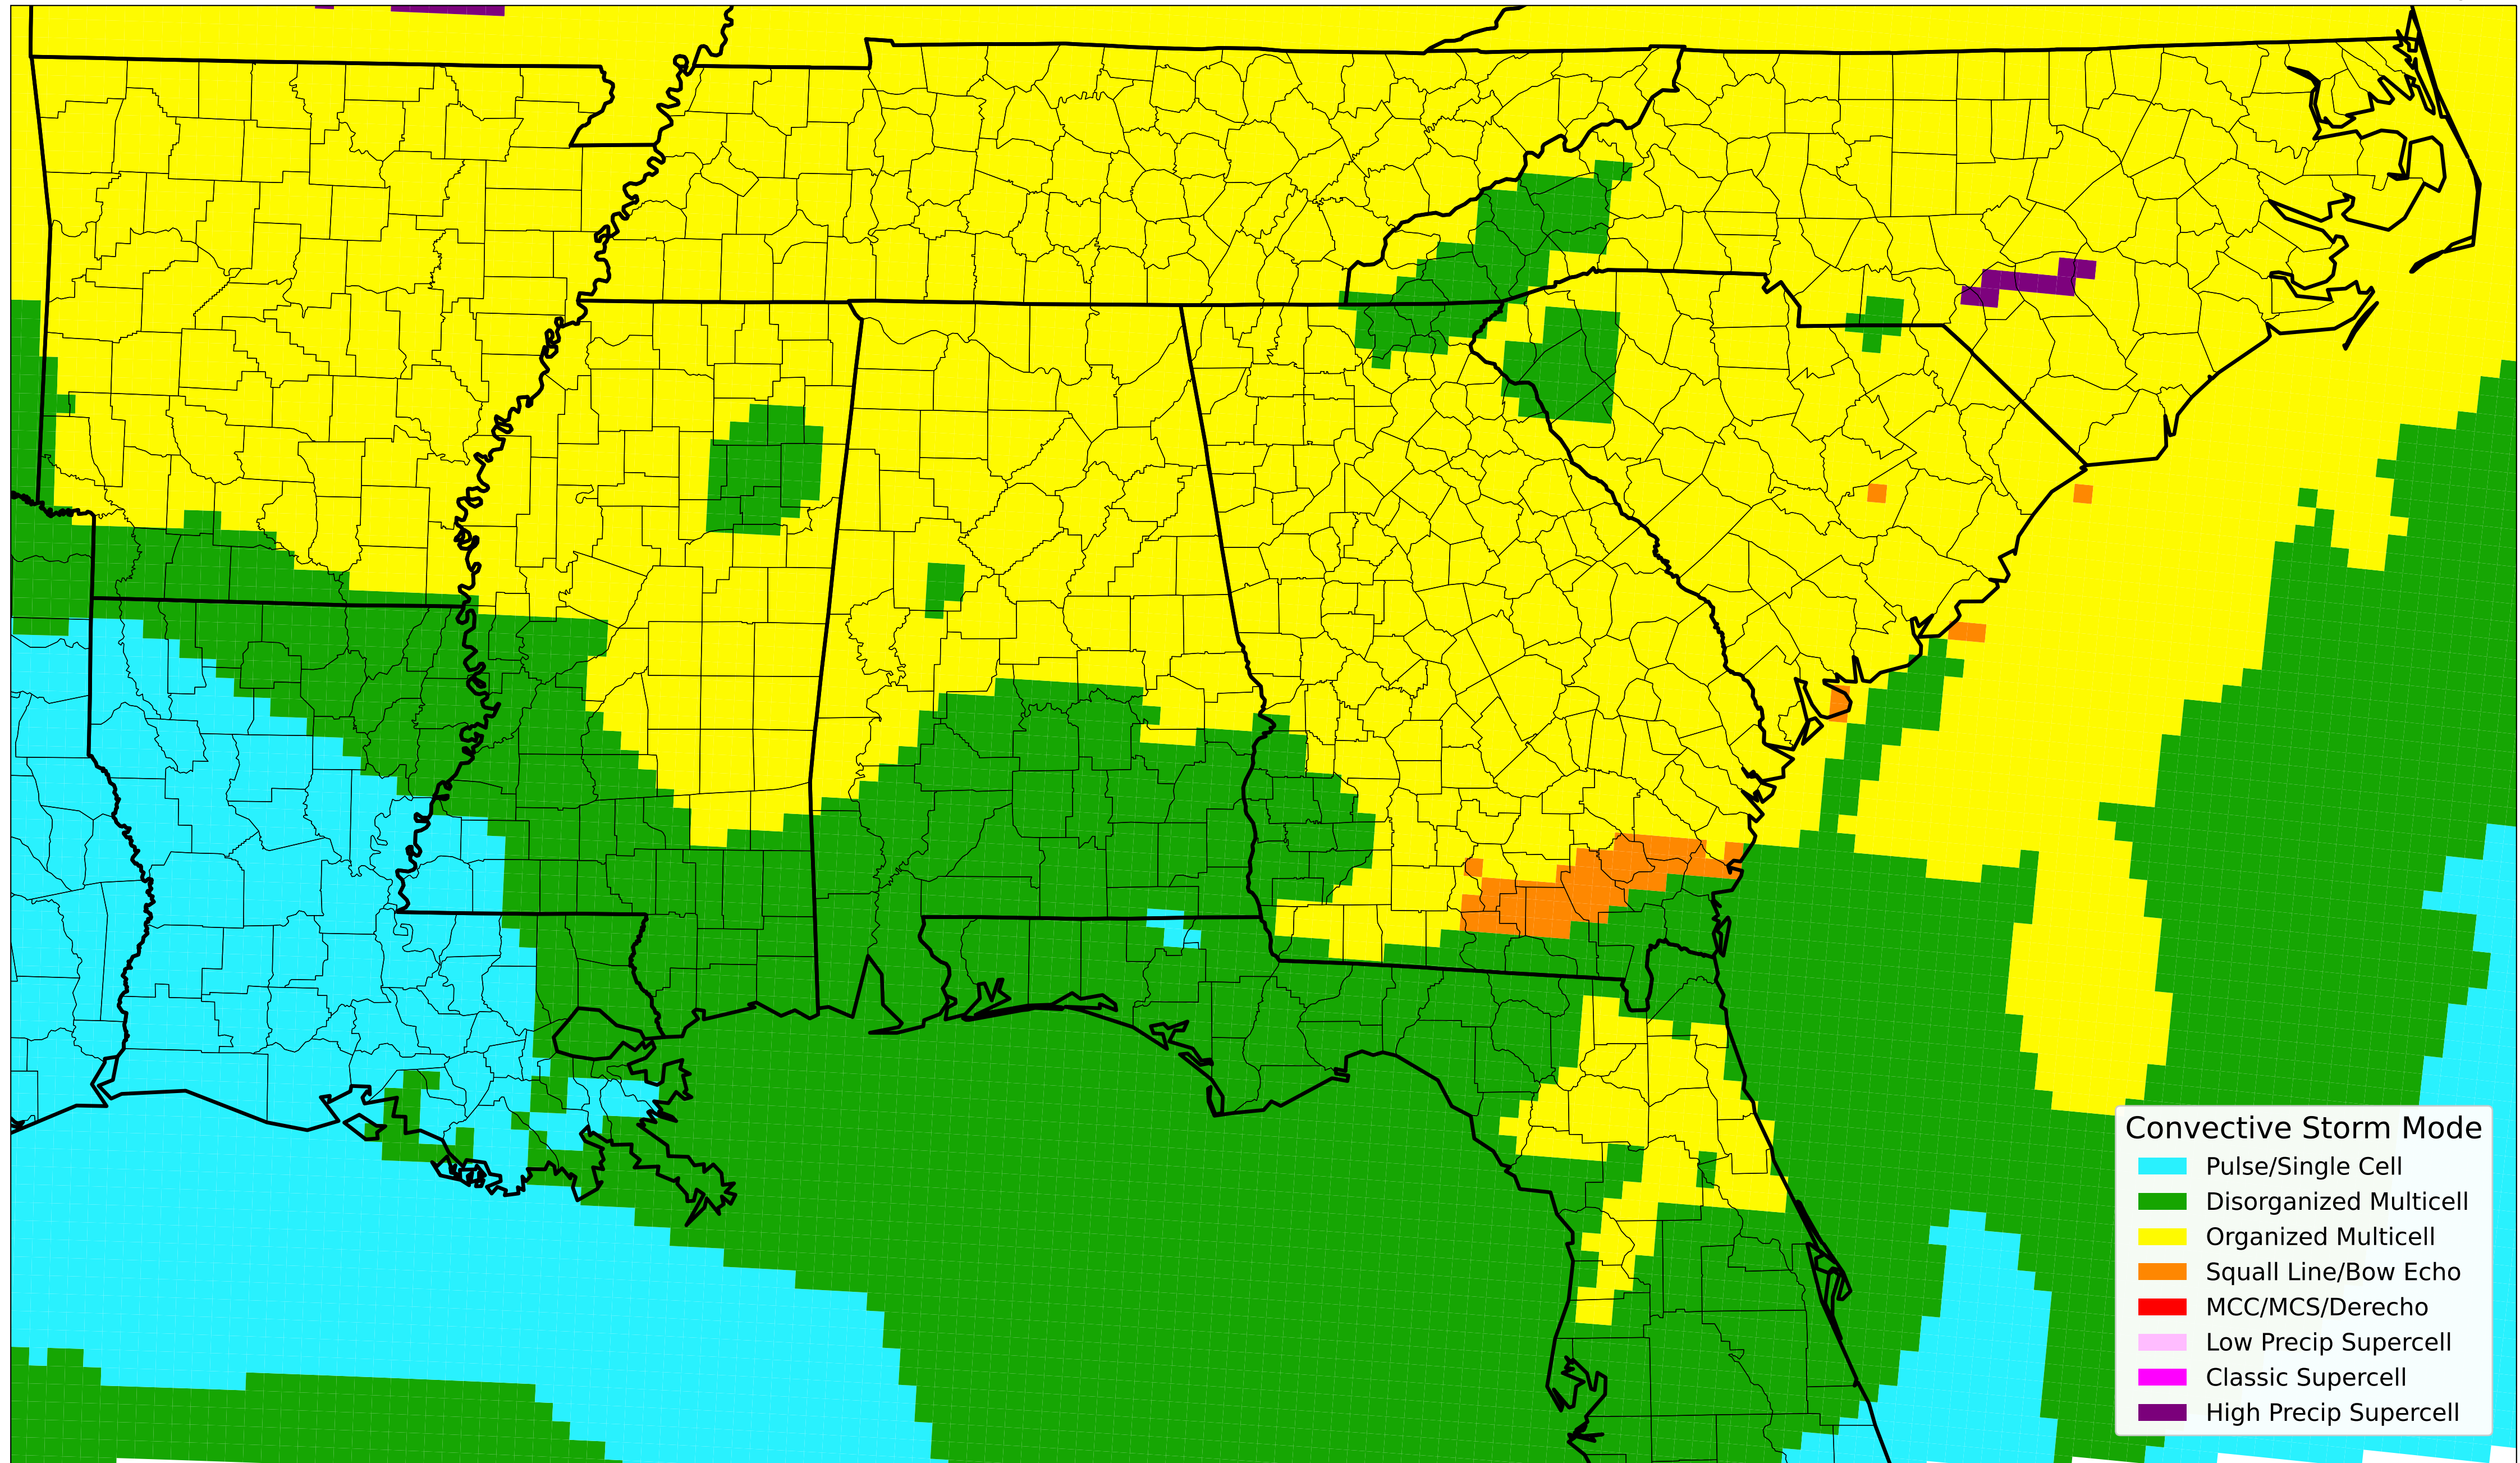 Convective Storm Mode
Pulse/Single Cell
Disorganized Multicell
Organized Multicell
Squall Line/Bow Echo
MCC/MCS/Derecho
Low Precip Supercell
Classic Supercell
High Precip Supercell